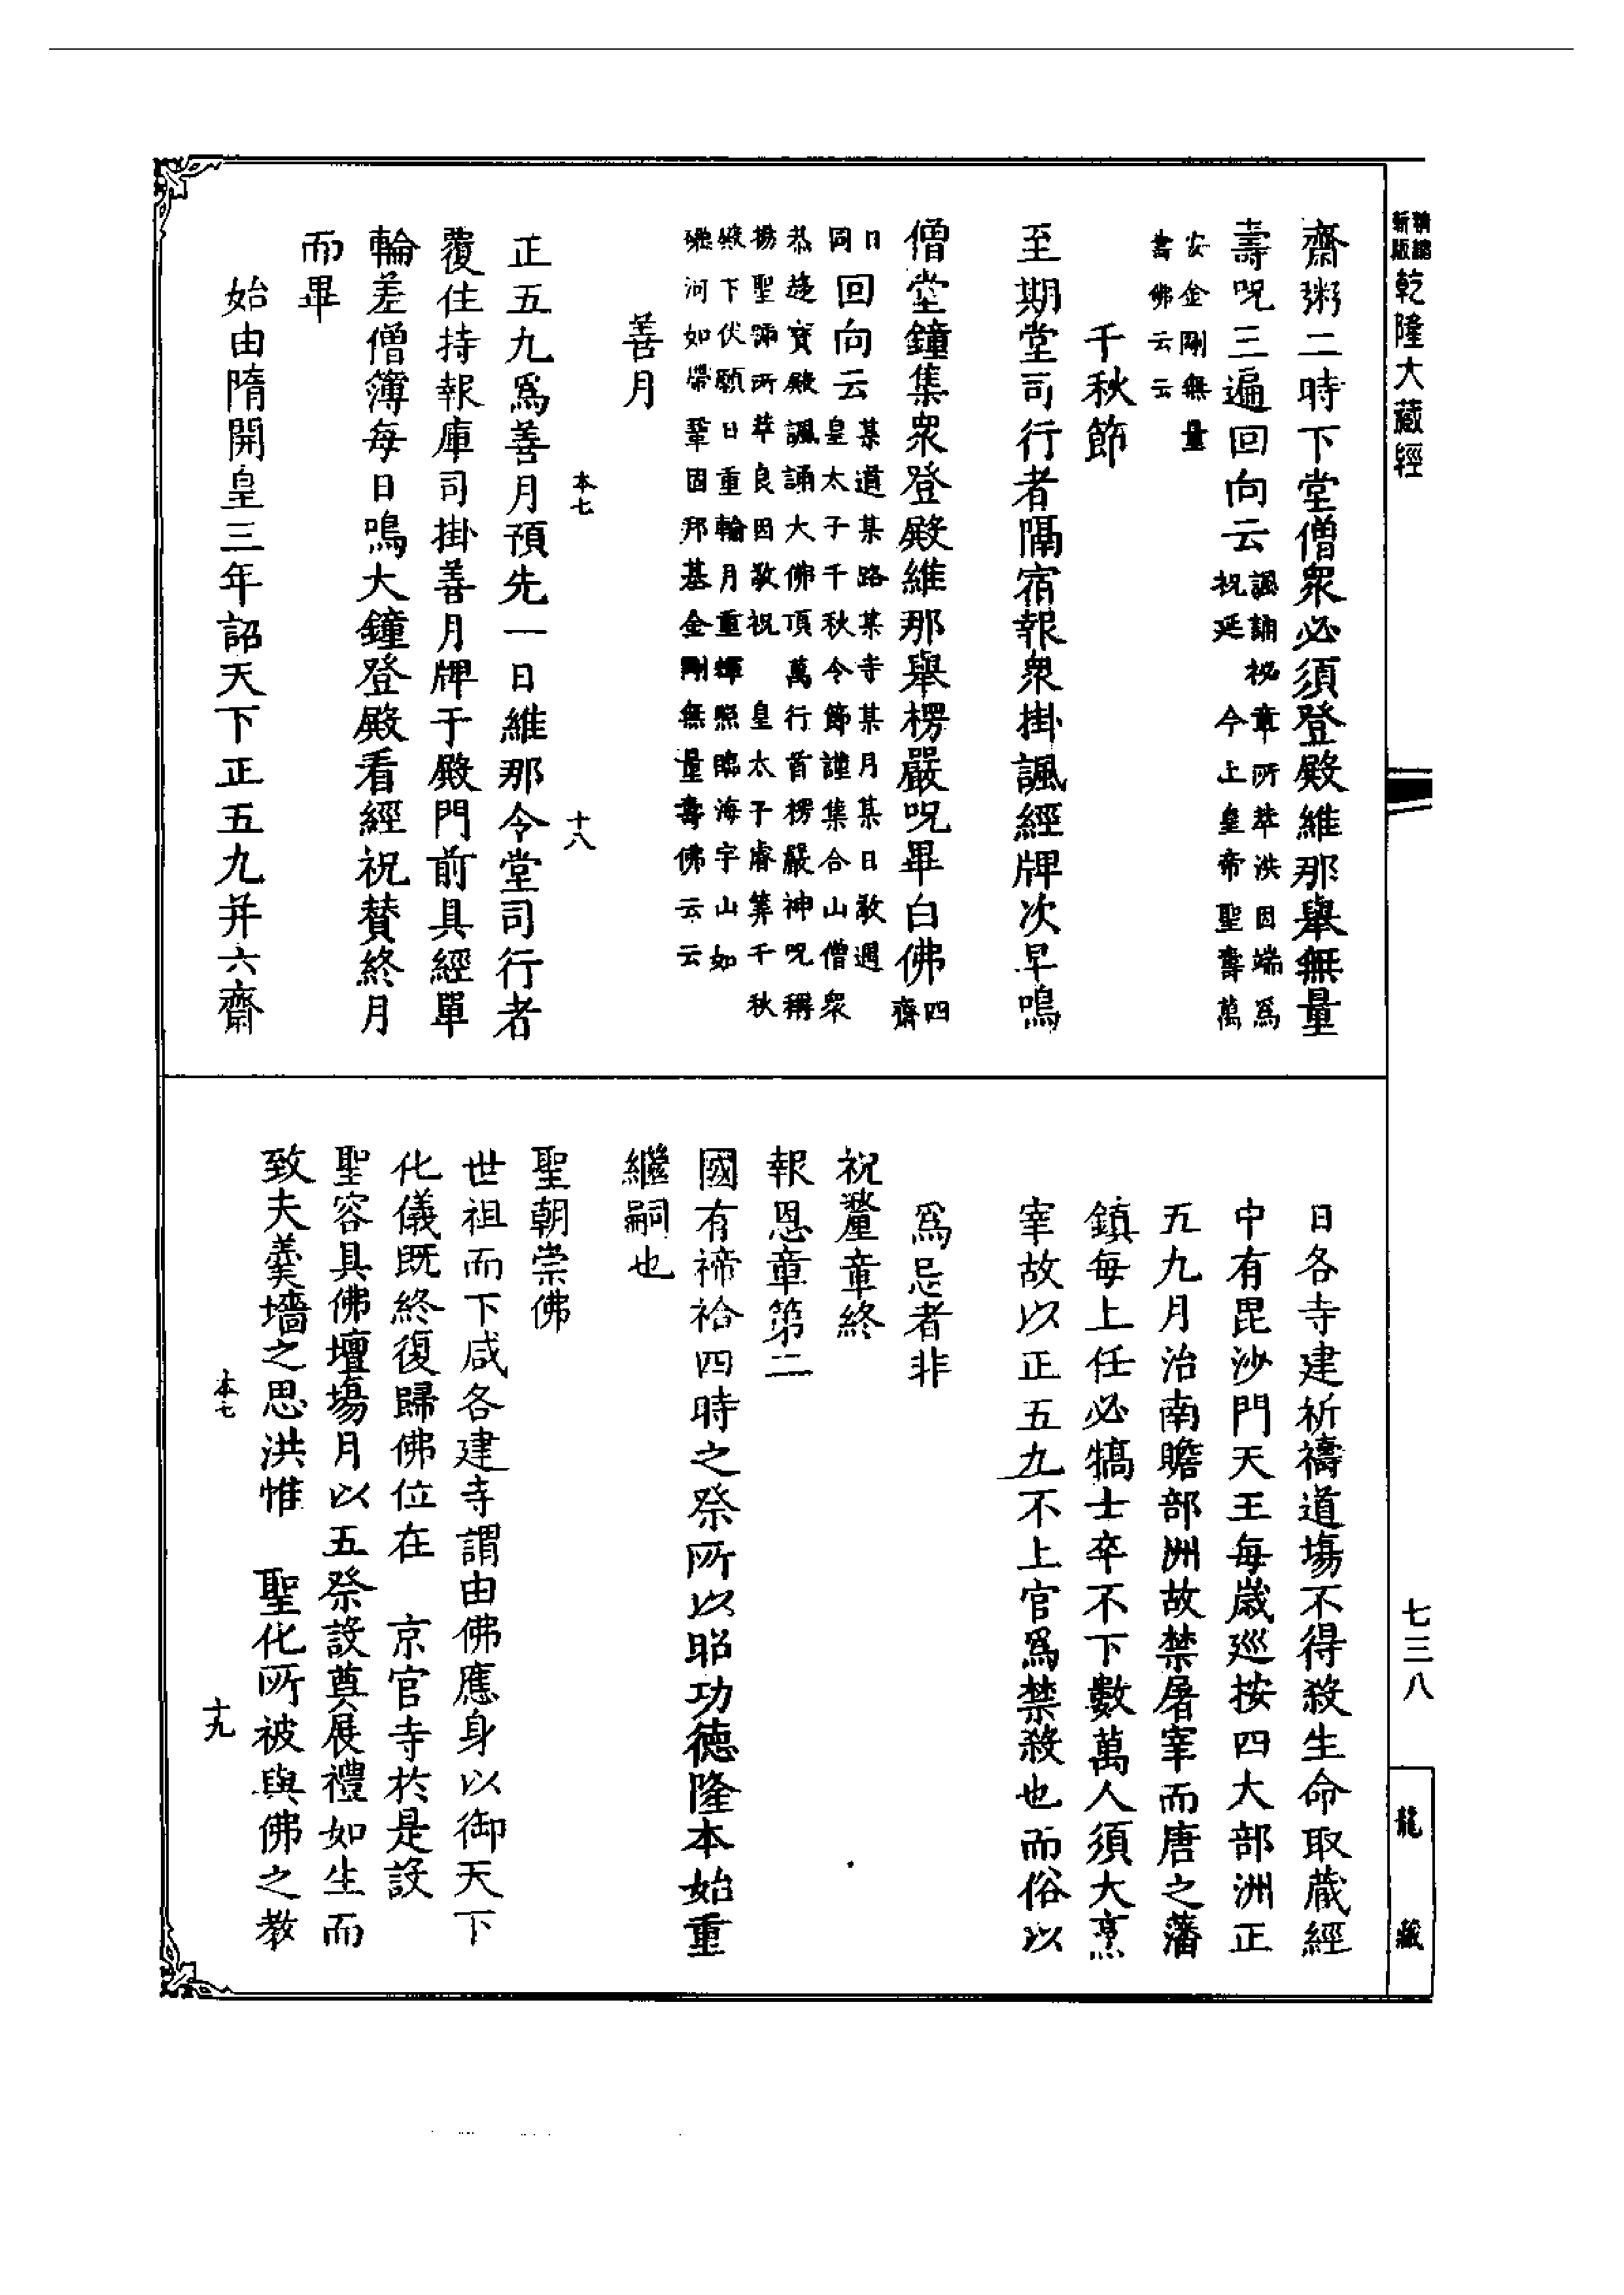 新版精縮乾隆大藏經
齋粥二時下堂僧眾必須登殿維那舉無量
壽呪三遍回向云諷誦祕章所萃洪因端為祝延今上皇帝聖壽萬
安金剛無量壽佛云云
千秋節
至期堂司行者隔宿報眾掛諷經牌次早鳴
僧堂鐘集眾登殿維那舉楞嚴呪畢白佛四齋
日同回向云某道某路某寺某月某日敬遇皇太子千秋令節謹集合山僧眾
恭趍寶殿諷誦大佛頂萬行首楞嚴神呪稱揚聖號所萃良因敬祝皇太子睿筭千秋
殿下伏願日重輪月重輝照臨海宇山如礪河如帶鞏固邦基金剛無量壽佛云云
善月
本七 十八
正五九為善月預先一日維那令堂司行者
覆住持報庫司掛善月牌于殿門前具經單
輪差僧簿每日鳴大鐘登殿看經祝贊終月
而畢
始由隋開皇三年詔天下正五九并六齋
日各寺建祈禱道場不得殺生命取藏經
中有毘沙門天王每歲巡按四大部洲正
五九月治南瞻部洲故禁屠宰而唐之藩
鎮每上任必犒士卒不下數萬人須大烹
宰故以正五九不上官為禁殺也而俗以
為忌者非
祝釐章終
報恩章第二
國有禘祫四時之祭所以昭功德隆本始重
繼嗣也
聖朝崇佛
世祖而下咸各建寺謂由佛應身以御天下
化儀既終復歸佛位在 京官寺於是設
聖容具佛壇場月以五祭設奠展禮如生而
致夫羹墻之思洪惟 聖化所被與佛之教
本七 十九
七三八
龍藏